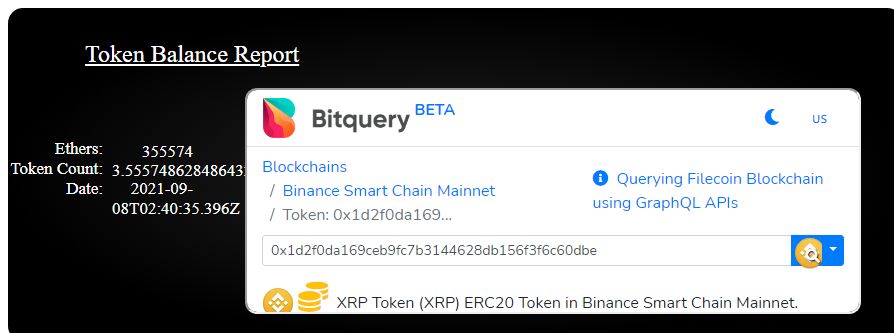 Token Balance Report
Ethers: 355574
Token Count: 3.55574862848643
Date: 2021-09-
08T02:40:35.396Z
Bitquery BETA
US
Blockchains
/ Binance Smart Chain Mainnet
/ Token: 0x1d2f0da169...
Querying Filecoin Blockchain
using GraphQL APIs
0x1d2f0da169ceb9fc7b3144628db156f3f6c60dbe
XRP Token (XRP) ERC20 Token in Binance Smart Chain Mainnet.